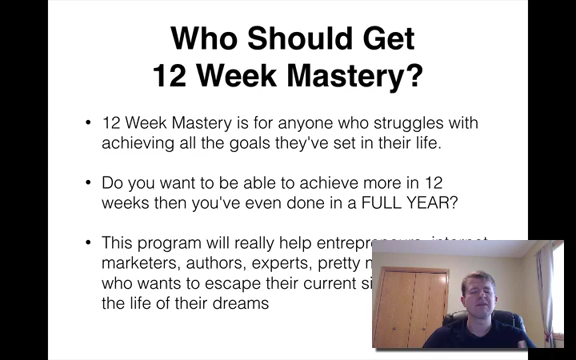 Who Should Get
12 Week Mastery?
• 12 Week Mastery is for anyone who struggles with
achieving all the goals they've set in their life.
• Do you want to be able to achieve more in 12
weeks then you've even done in a FULL YEAR?
• This program will really help entrepreneurs, internet
marketers, authors, experts, pretty
who wants to escape their current
the life of their dreams